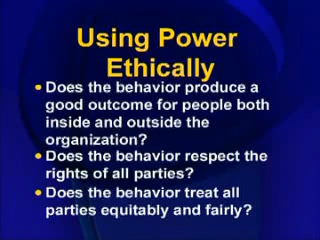 Using Power
Ethically
• Does the behavior produce a
good outcome for people both
inside and outside the
organization?
• Does the behavior respect the
rights of all parties?
• Does the behavior treat all
parties equitably and fairly?